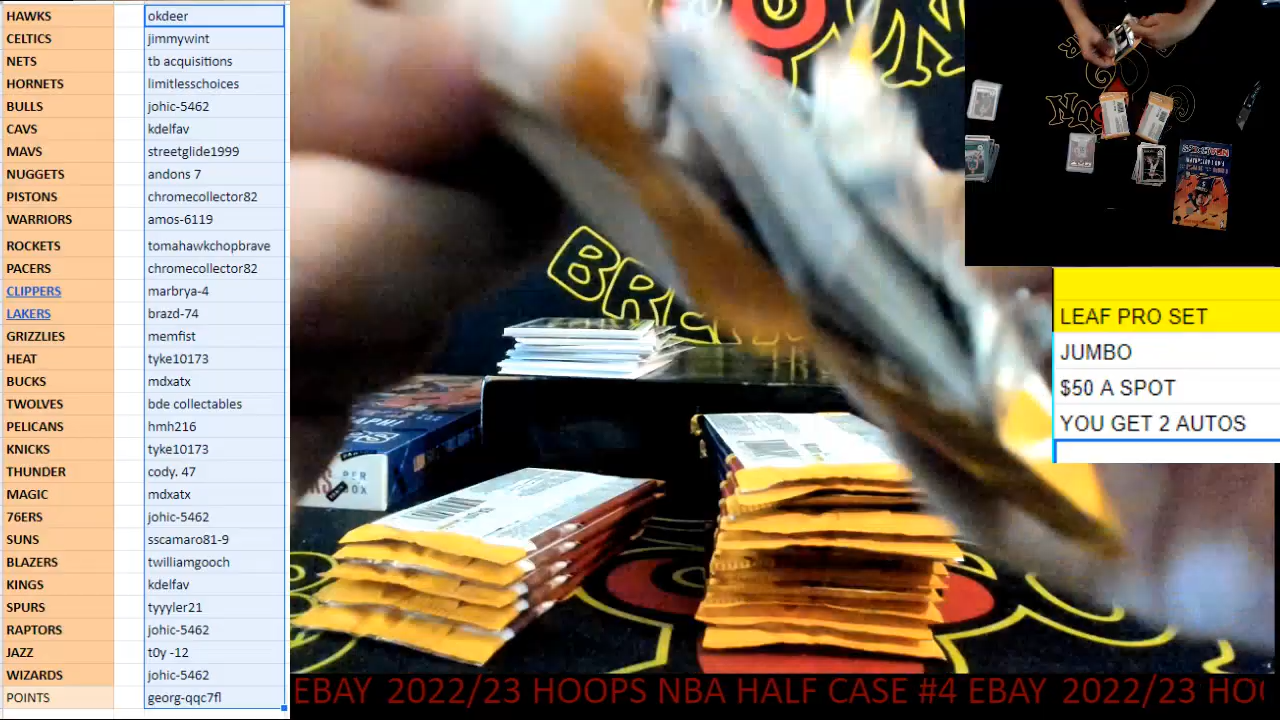 HAWKS okdeer
CELTICS jimmywint
NETS tb acquisitions
HORNETS limitlesschoices
BULLS johic-5462
CAVS kdelfav
MAVS streetglide1999
NUGGETS andons 7
PISTONS chromecollector82
WARRIORS amos-6119
ROCKETS tomahawkchopbrave
PACERS chromecollector82
CLIPPERS marbrya-4
LAKERS brazd-74
GRIZZLIES memfist
HEAT tyke10173
BUCKS mdxatx
TWOLVES bde collectables
PELICANS hmh216
KNICKS tyke10173
THUNDER cody. 47
MAGIC mdxatx
76ERS johic-5462
SUNS sscamaro81-9
BLAZERS twilliamgooch
KINGS kdelfav
SPURS tyyyler21
RAPTORS johic-5462
JAZZ t0y -12
WIZARDS johic-5462
POINTS georg-qqc7fl
LEAF PRO SET
JUMBO
$50 A SPOT
YOU GET 2 AUTOS
EBAY 2022/23 HOOPS NBA HALF CASE #4 EBAY 2022/23 HO